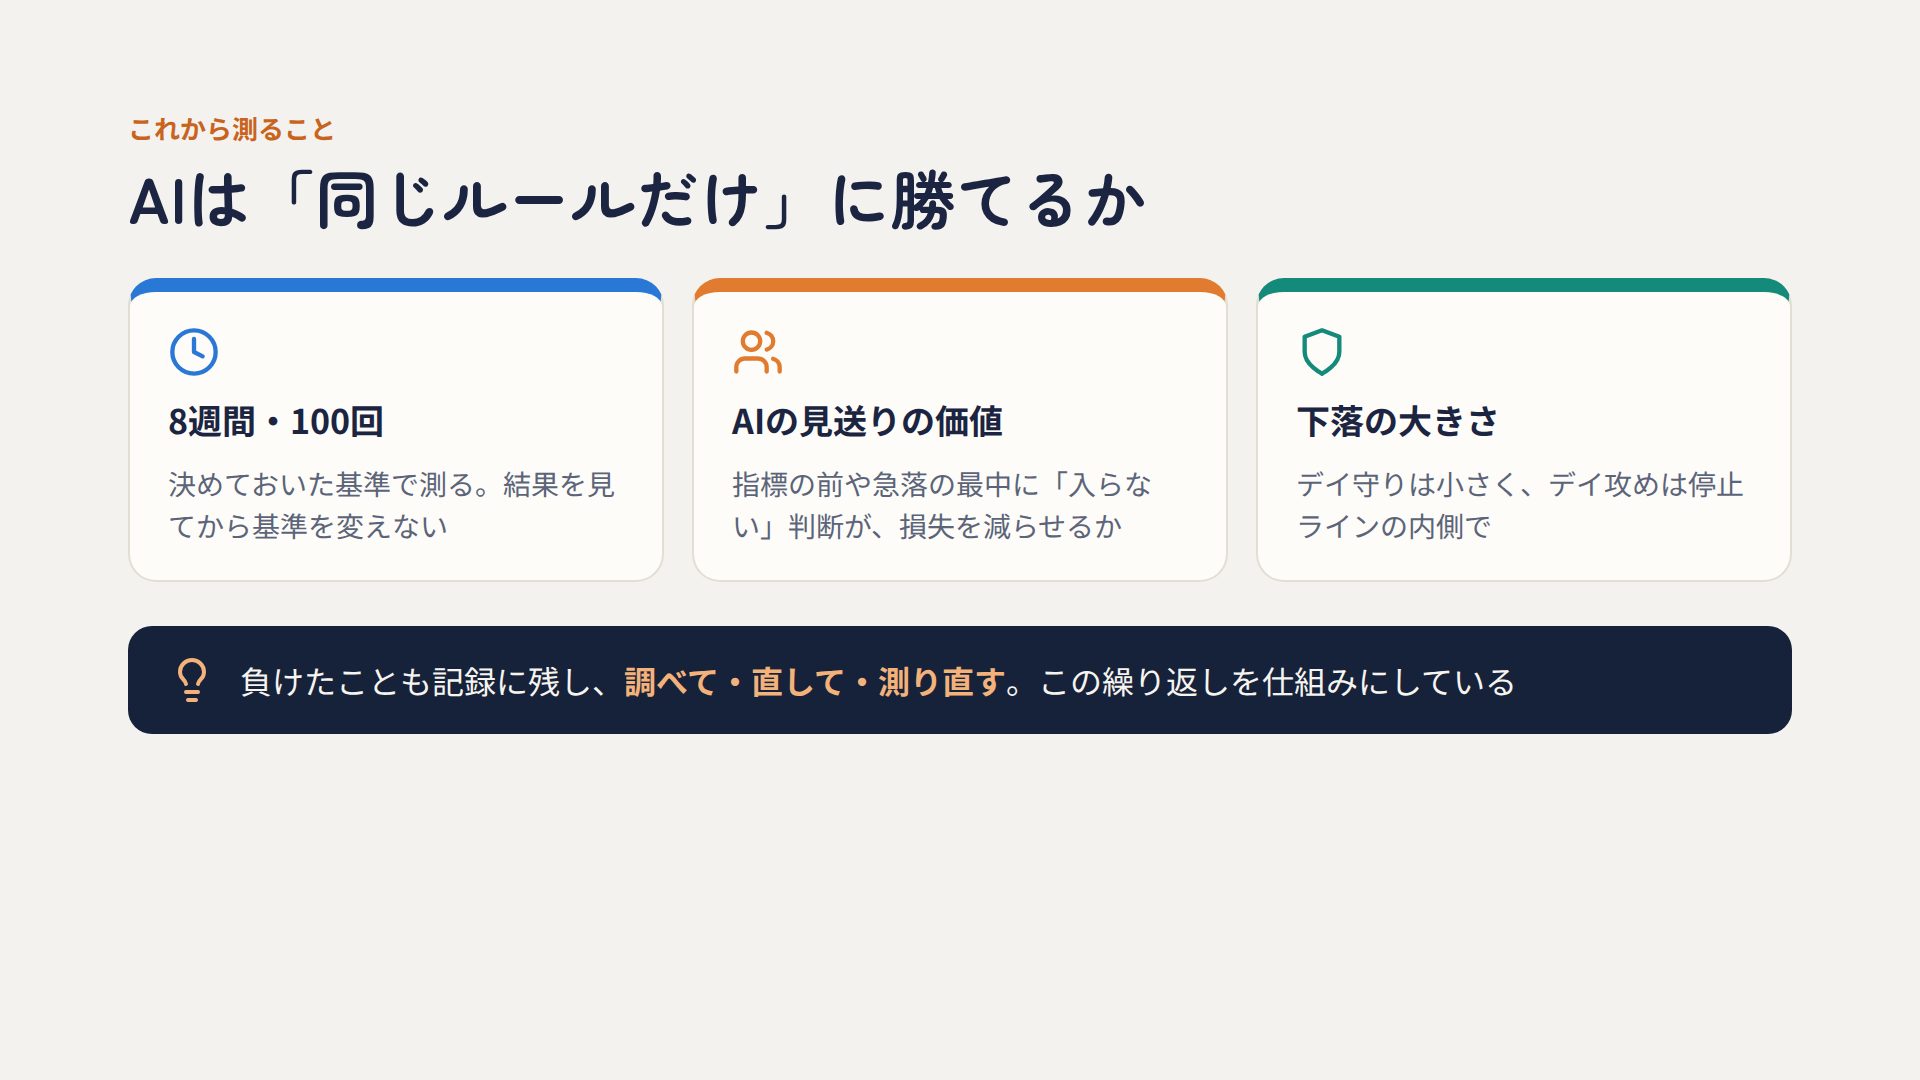 これから測ること
AIは「同じルールだけ」に勝てるか
8週間・100回
決めておいた基準で測る。結果を見
てから基準を変えない
AIの見送りの価値
指標の前や急落の最中に「入らな
い」判断が、損失を減らせるか
下落の大きさ
デイ守りは小さく、デイ攻めは停止
ラインの内側で
負けたことも記録に残し、調べて・直して・測り直す。この繰り返しを仕組みにしている